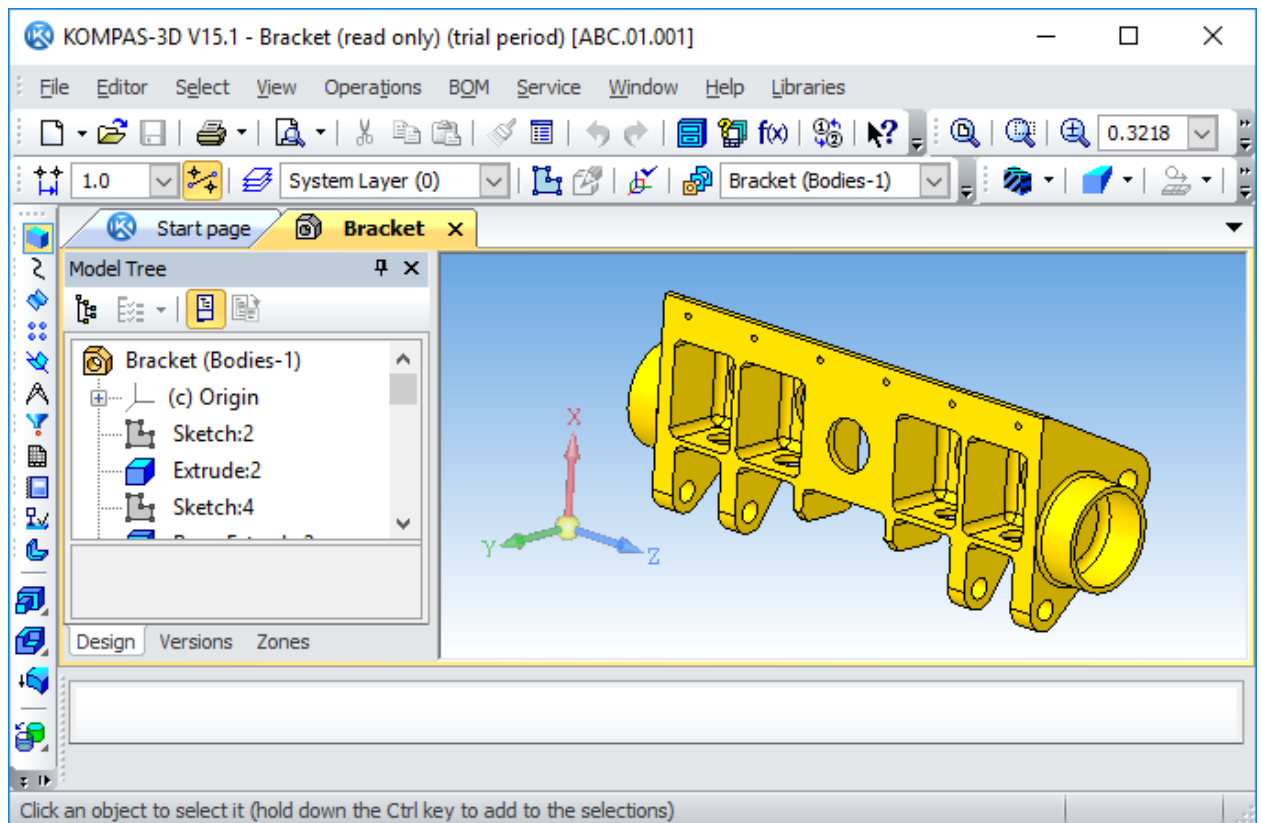 KOMPAS-3D V15.1 - Bracket (read only) (trial period) [ABC.01.001]
File Editor Select View Operations BOM Service Window Help Libraries
f(x) 0.3218
1.0 System Layer (0) Bracket (Bodies-1)
Start page Bracket
Model Tree
Bracket (Bodies-1)
(c) Origin
Sketch:2
Extrude:2
Sketch:4
X
Y
Z
Design Versions Zones
Click an object to select it (hold down the Ctrl key to add to the selections)